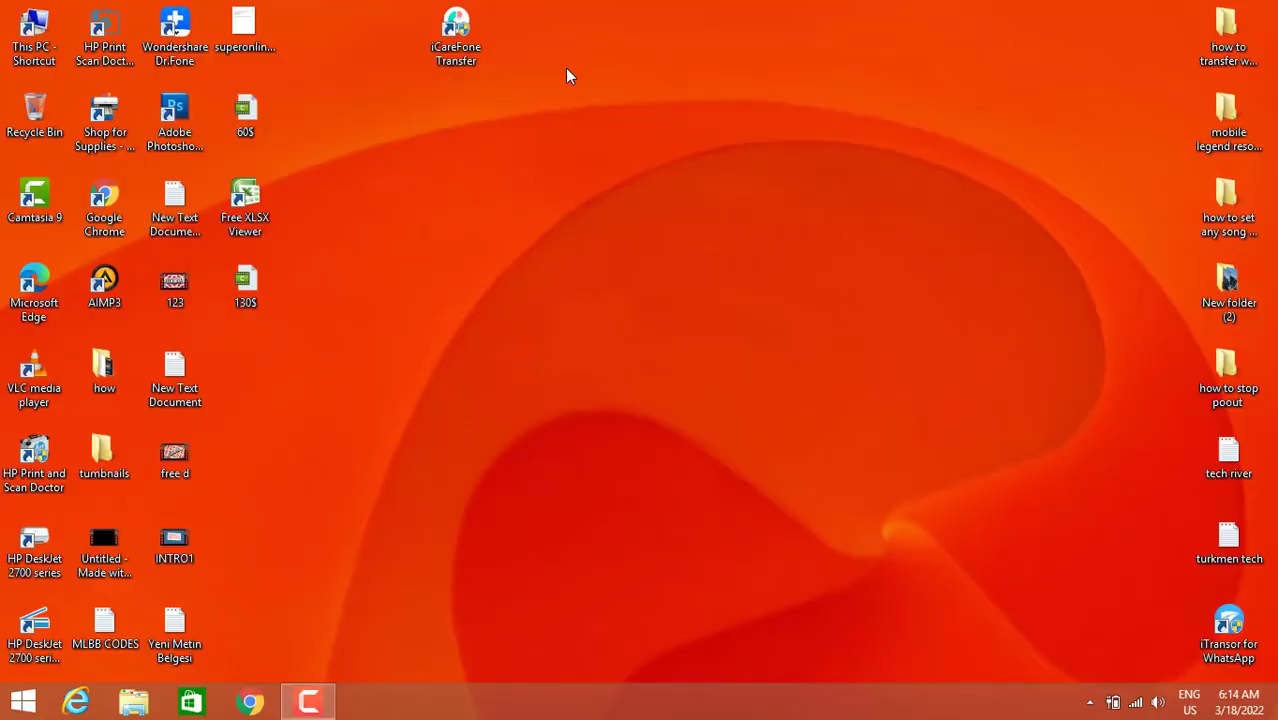 This PC -
Shortcut
HP Print
Scan Doct...
Wondershare
Dr.Fone
superonlin...
iCareFone
Transfer
how to
transfer w...
Recycle Bin
Shop for
Supplies - ...
Adobe
Photosho...
60$
mobile
legend reso...
Camtasia 9
Google
Chrome
New Text
Docume...
Free XLSX
Viewer
how to set
any song ...
Microsoft
Edge
AIMP3
123
130$
New folder
(2)
VLC media
player
how
New Text
Document
how to stop
poout
HP Print and
Scan Doctor
tumbnails
free d
tech river
HP DeskJet
2700 series
Untitled -
Made wit...
INTRO1
turkmen tech
HP DeskJet
2700 seri...
MLBB CODES
Yeni Metin
Belgesi
iTransor for
WhatsApp
ENG
US
6:14 AM
3/18/2022